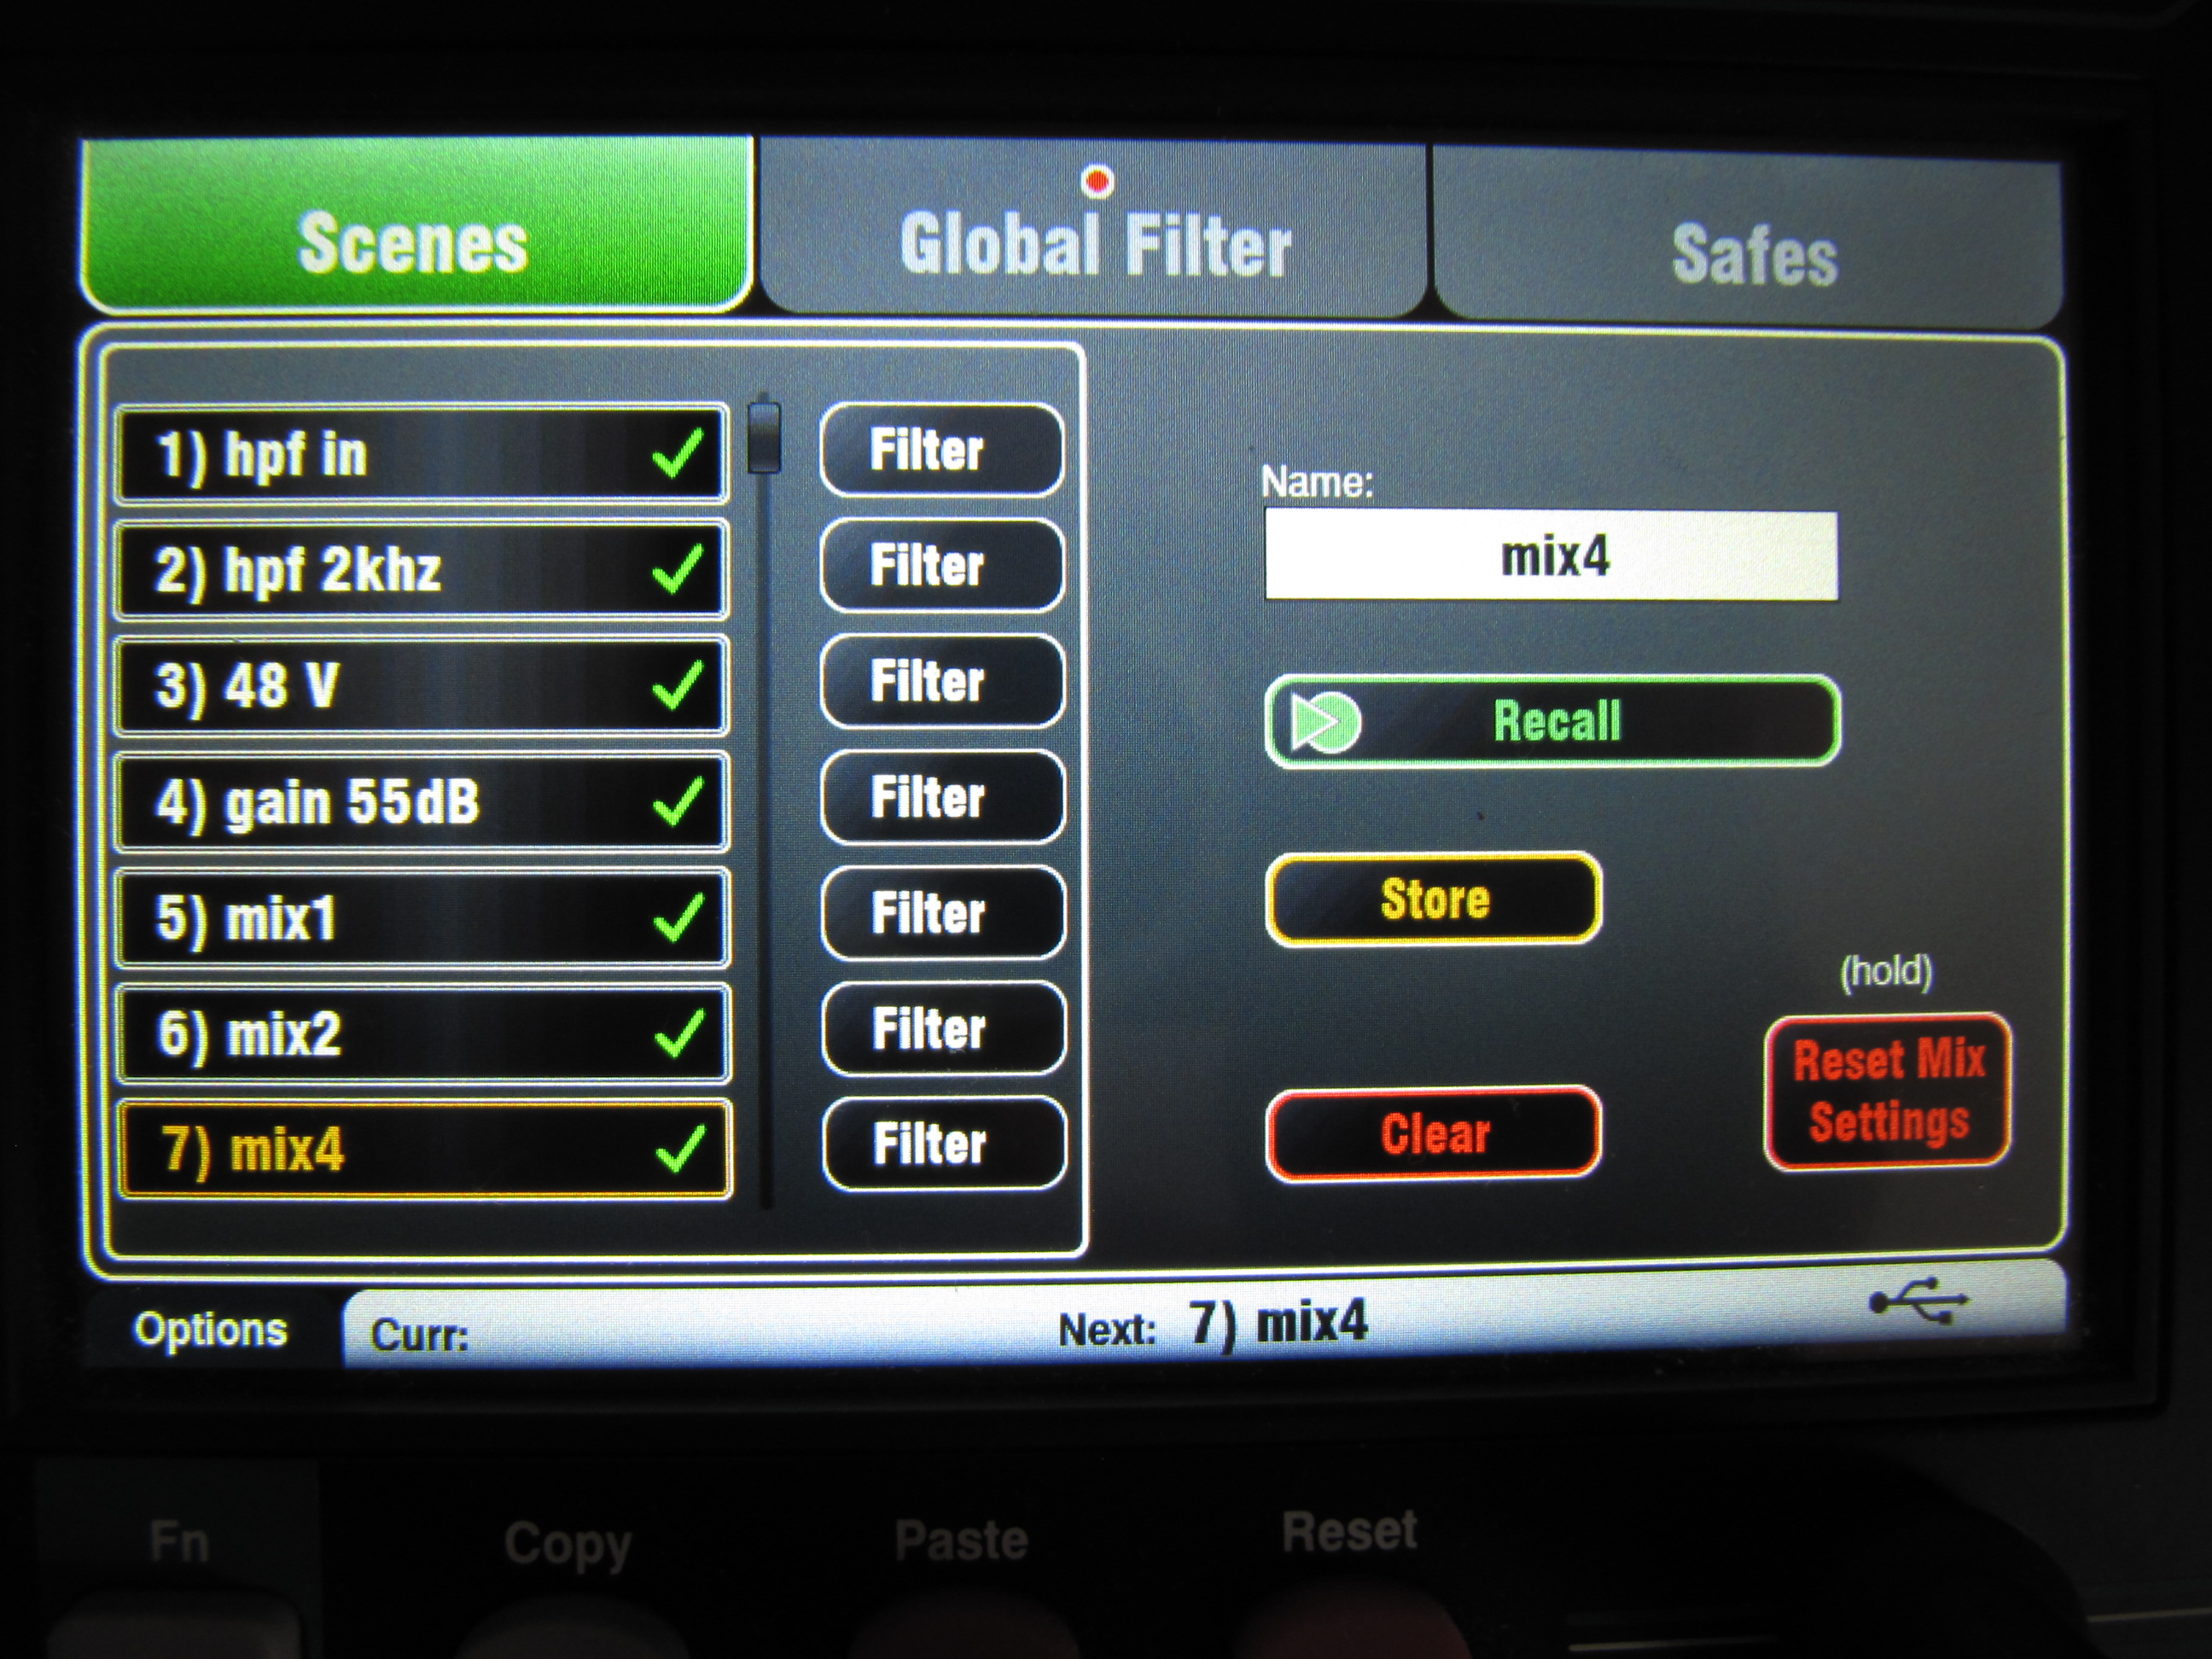 Scenes
Global Filter
Safes
1) hpf in
Filter
2) hpf 2khz
Filter
3) 48 V
Filter
4) gain 55dB
Filter
5) mix1
Filter
6) mix2
Filter
7) mix4
Filter
Name:
mix4
Recall
Store
Clear
(hold)
Reset Mix
Settings
Options
Curr:
Next: 7) mix4
Fn
Copy
Paste
Reset